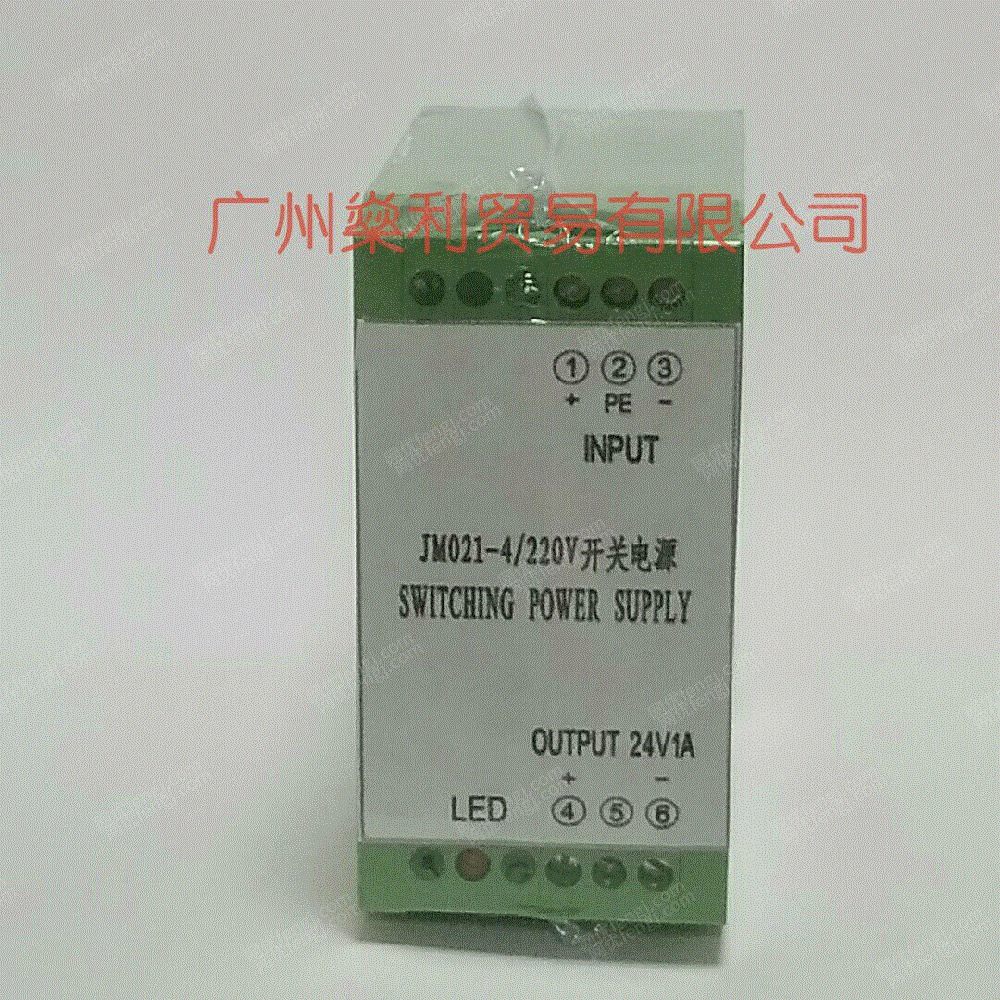 广州燊利贸易有限公司
① ② ③
+ PE -
INPUT
JM021-4/220V开关电源
SWITCHING POWER SUPPLY
OUTPUT 24V1A
+ -
LED ④ ⑤ ⑥